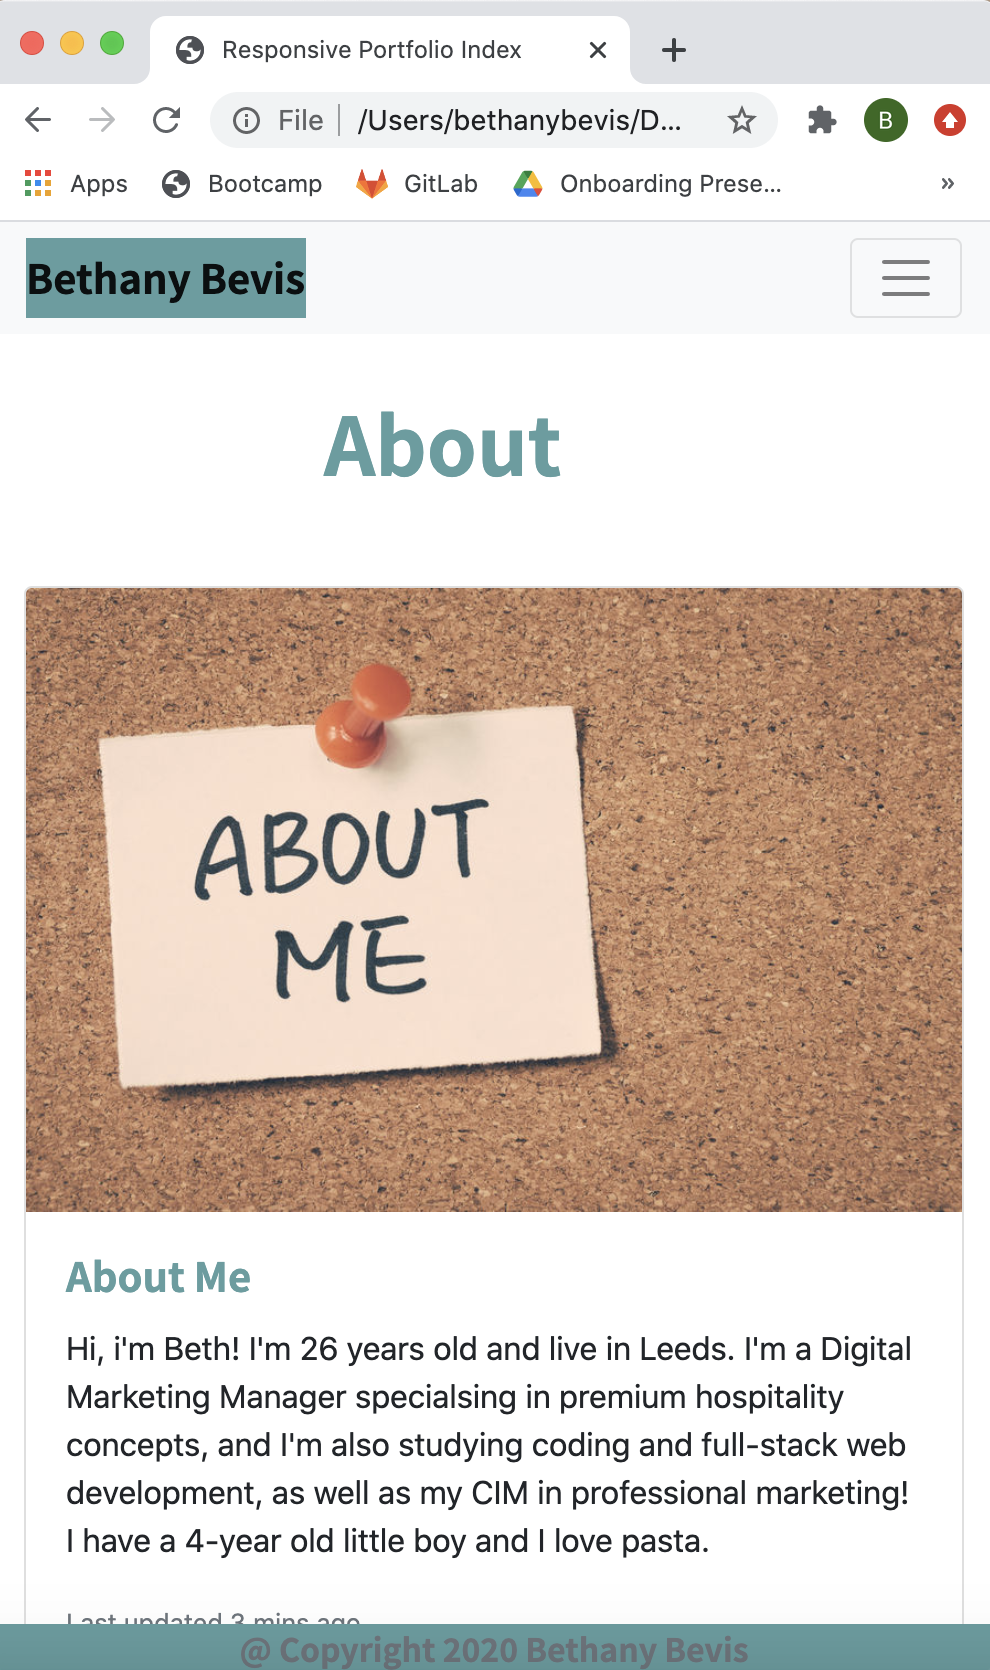 Responsive Portfolio Index
File /Users/bethanybevis/D...
B
Apps Bootcamp GitLab Onboarding Prese... »
Bethany Bevis
About
ABOUT
ME
About Me
Hi, i'm Beth! I'm 26 years old and live in Leeds. I'm a Digital
Marketing Manager specialsing in premium hospitality
concepts, and I'm also studying coding and full-stack web
development, as well as my CIM in professional marketing!
I have a 4-year old little boy and I love pasta.
Last updated 3 mins ago
@ Copyright 2020 Bethany Bevis